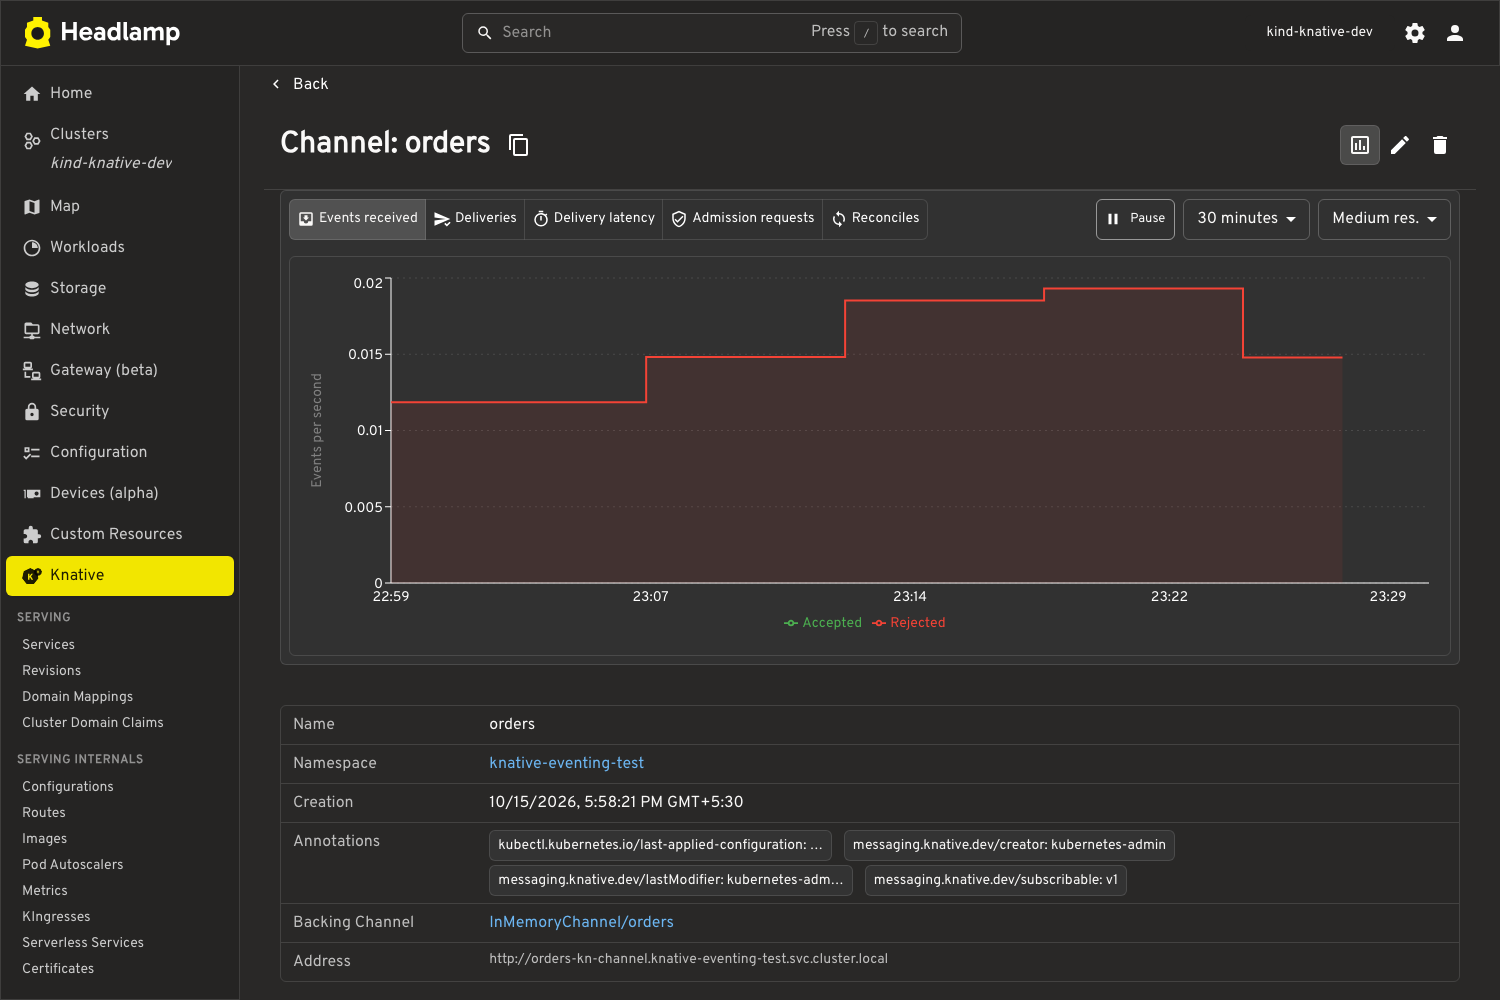 Headlamp
Search
Press / to search
kind-knative-dev
Home
Clusters
kind-knative-dev
Map
Workloads
Storage
Network
Gateway (beta)
Security
Configuration
Devices (alpha)
Custom Resources
Knative
SERVING
Services
Revisions
Domain Mappings
Cluster Domain Claims
SERVING INTERNALS
Configurations
Routes
Images
Pod Autoscalers
Metrics
KIngresses
Serverless Services
Certificates
Back
Channel: orders
Events received
Deliveries
Delivery latency
Admission requests
Reconciles
Pause
30 minutes
Medium res.
Events per second
0.02
0.015
0.01
0.005
0
22:59
23:07
23:14
23:22
23:29
Accepted
Rejected
Name
orders
Namespace
knative-eventing-test
Creation
10/15/2026, 5:58:21 PM GMT+5:30
Annotations
kubectl.kubernetes.io/last-applied-configuration: …
messaging.knative.dev/creator: kubernetes-admin
messaging.knative.dev/lastModifier: kubernetes-adm…
messaging.knative.dev/subscribable: v1
Backing Channel
InMemoryChannel/orders
Address
http://orders-kn-channel.knative-eventing-test.svc.cluster.local